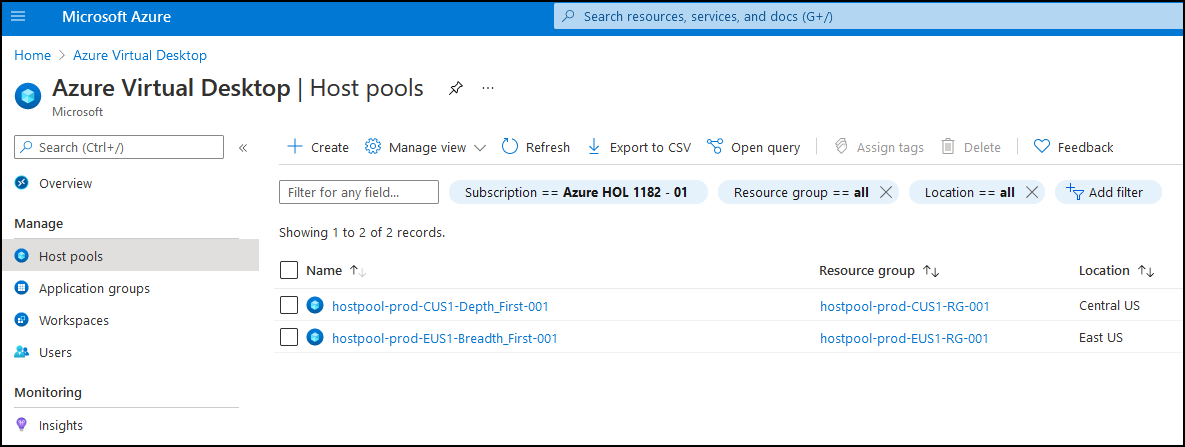 Microsoft Azure
Search resources, services, and docs (G+/)
Home > Azure Virtual Desktop
Azure Virtual Desktop | Host pools ...
Microsoft
Search (Ctrl+/) «
Create Manage view Refresh Export to CSV Open query Assign tags Delete Feedback
Overview
Filter for any field... Subscription == Azure HOL 1182 - 01 Resource group == all Location == all Add filter
Manage
Showing 1 to 2 of 2 records.
Host pools
Name Resource group Location
Application groups
hostpool-prod-CUS1-Depth_First-001 hostpool-prod-CUS1-RG-001 Central US
Workspaces
hostpool-prod-EUS1-Breadth_First-001 hostpool-prod-EUS1-RG-001 East US
Users
Monitoring
Insights